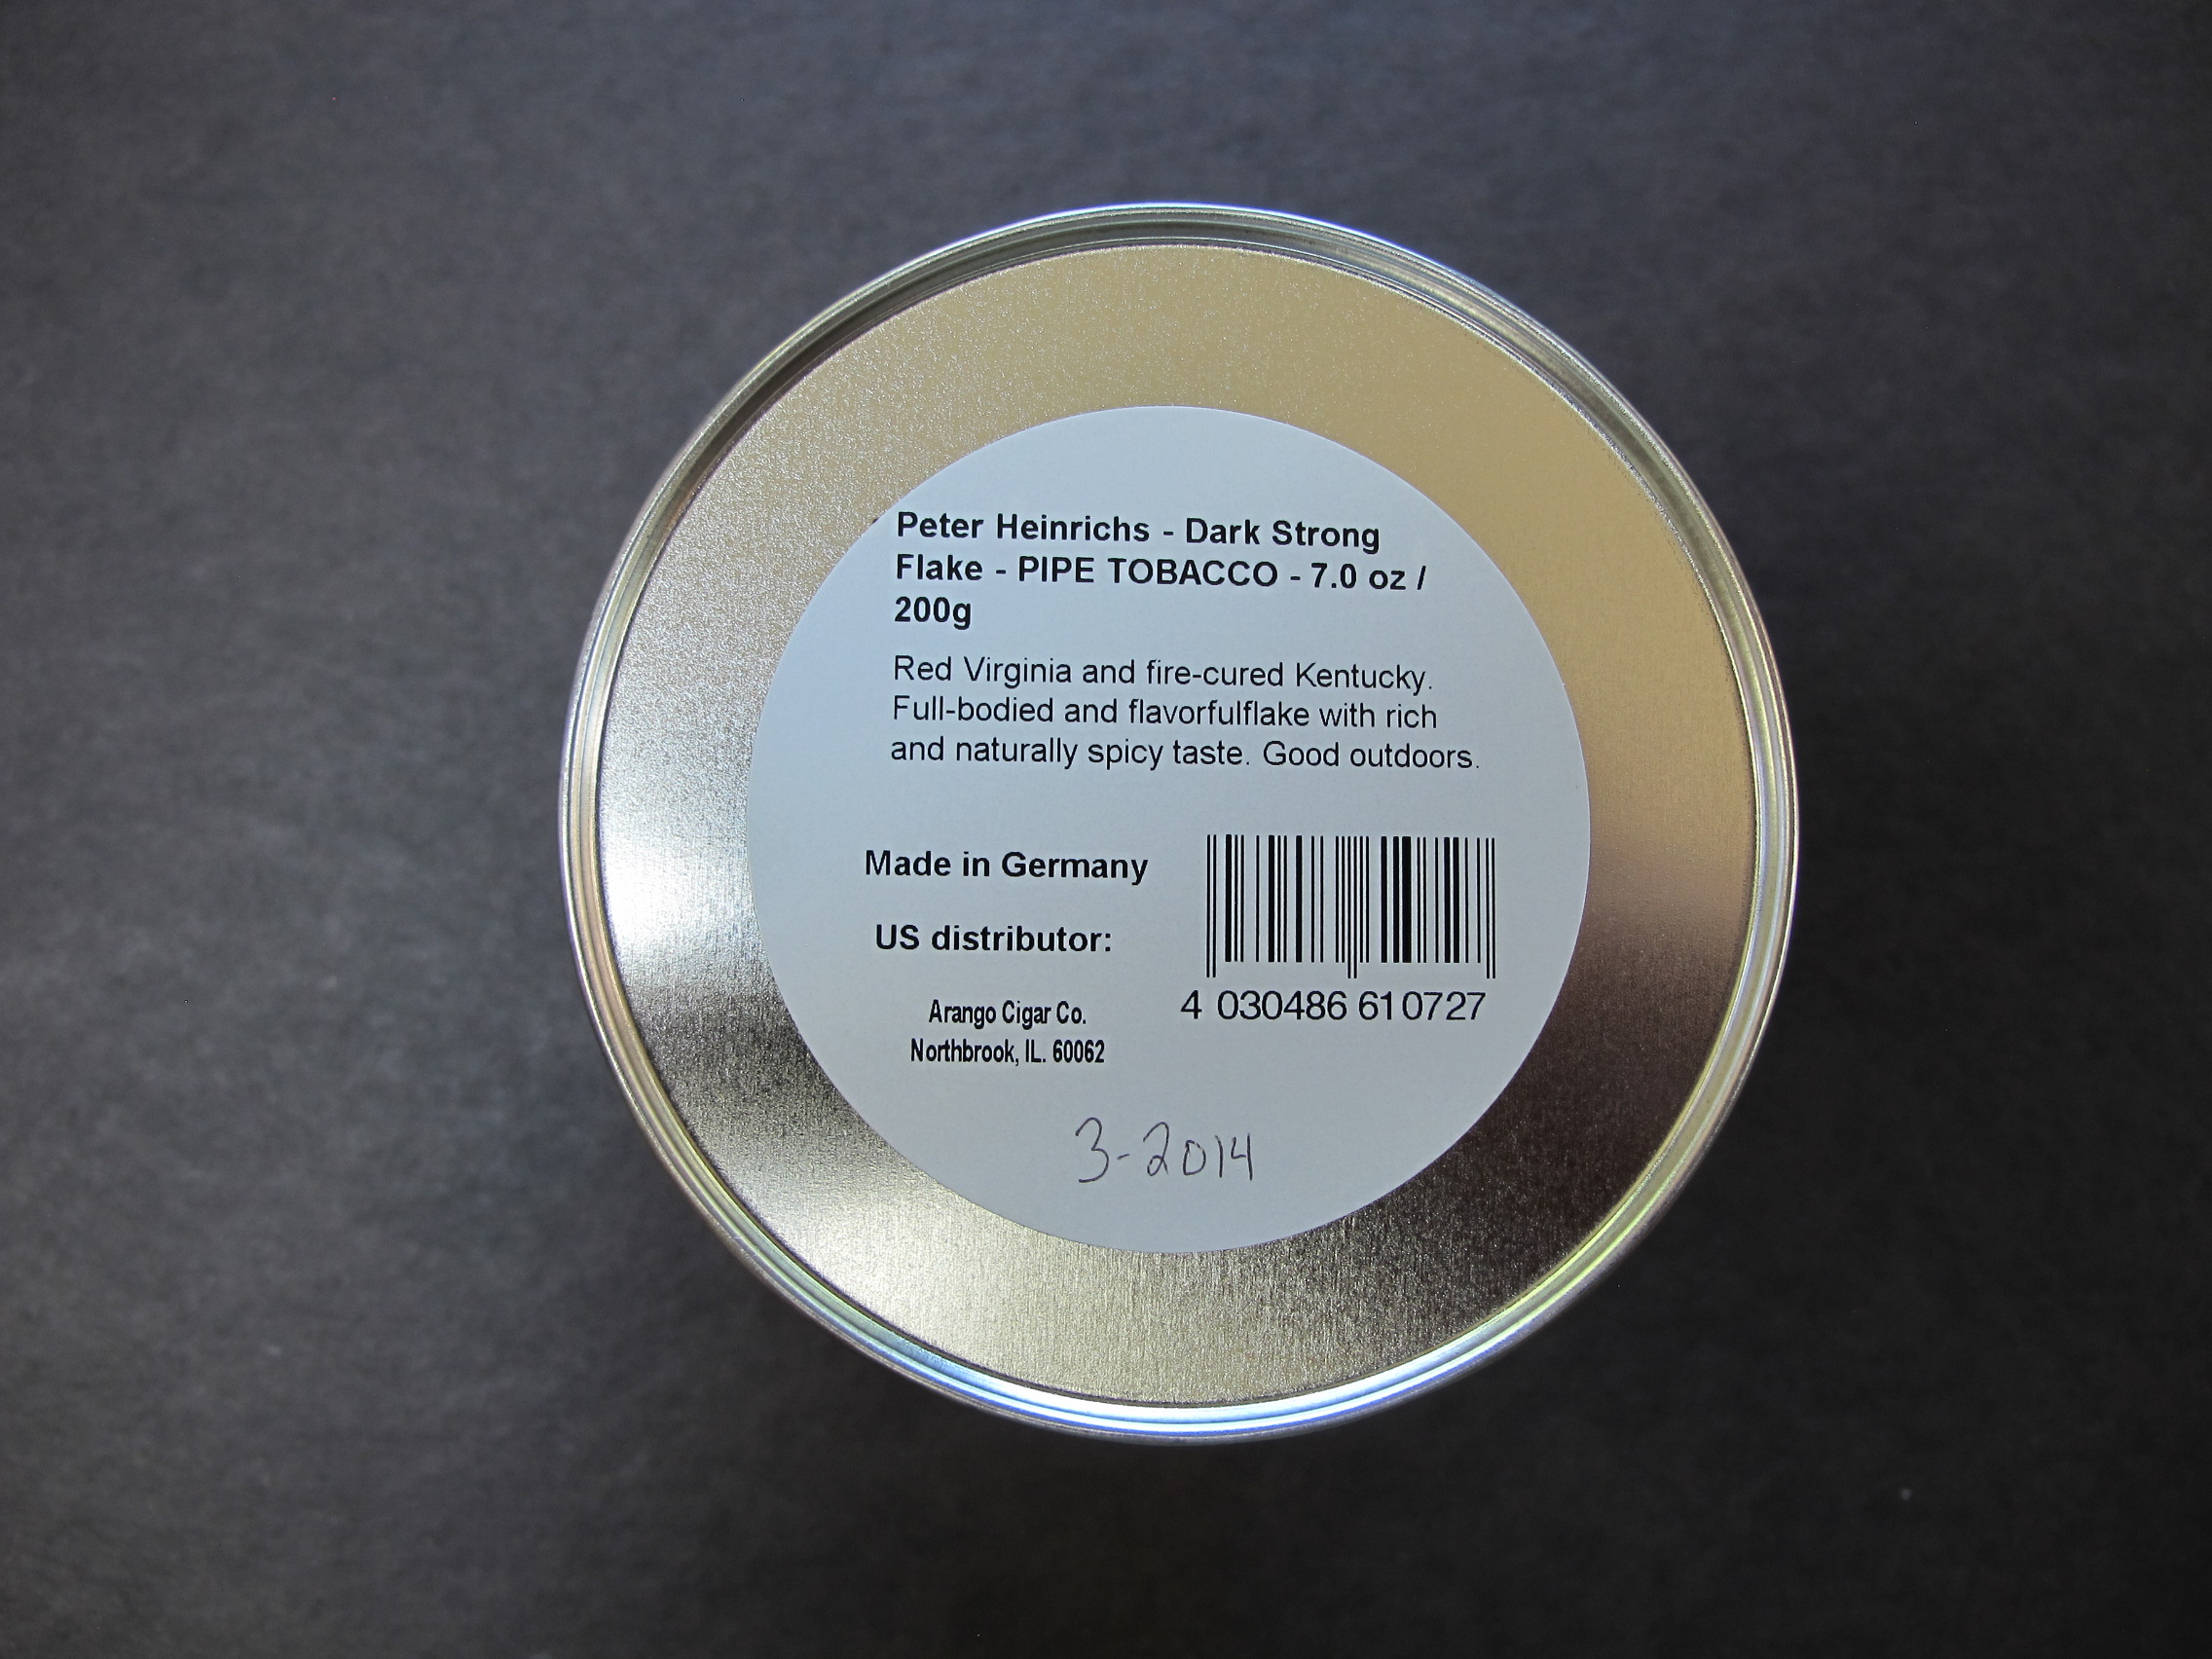 Peter Heinrichs - Dark Strong
Flake - PIPE TOBACCO - 7.0 oz /
200g
Red Virginia and fire-cured Kentucky.
Full-bodied and flavorfulflake with rich
and naturally spicy taste. Good outdoors.
Made in Germany
US distributor:
Arango Cigar Co.
Northbrook, IL. 60062
4 030486 610727
3-2014